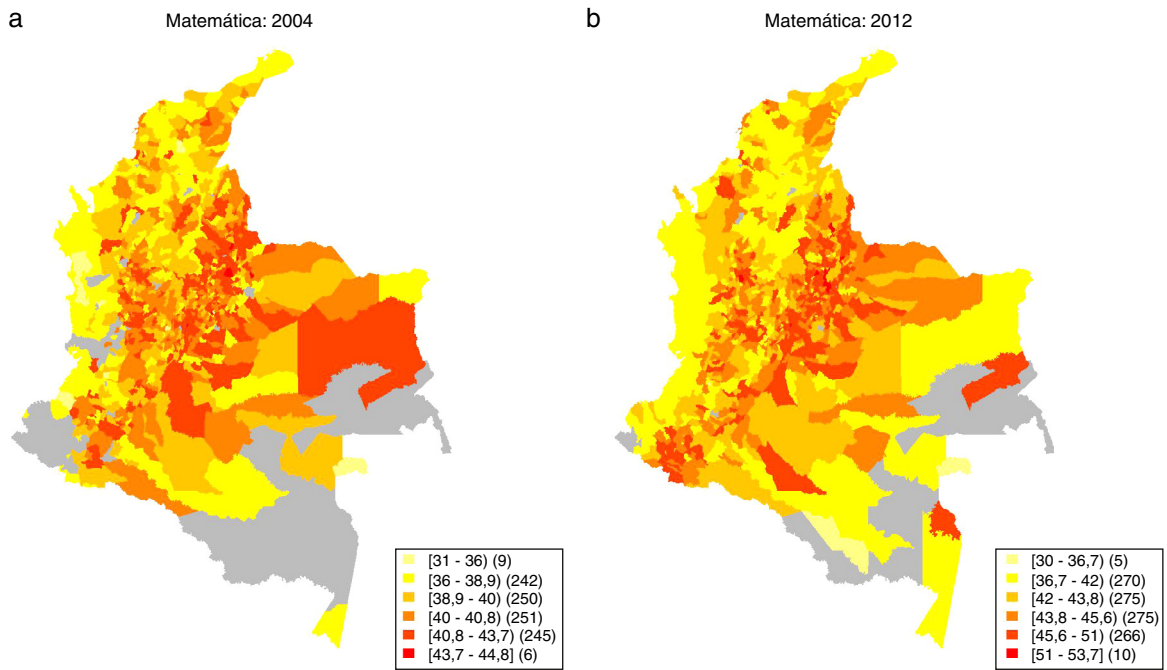 a
Matemática: 2004
[31 - 36) (9)
[36 - 38,9) (242)
[38,9 - 40) (250)
[40 - 40,8) (251)
[40,8 - 43,7) (245)
[43,7 - 44,8] (6)
b
Matemática: 2012
[30 - 36,7) (5)
[36,7 - 42) (270)
[42 - 43,8) (275)
[43,8 - 45,6) (275)
[45,6 - 51) (266)
[51 - 53,7] (10)